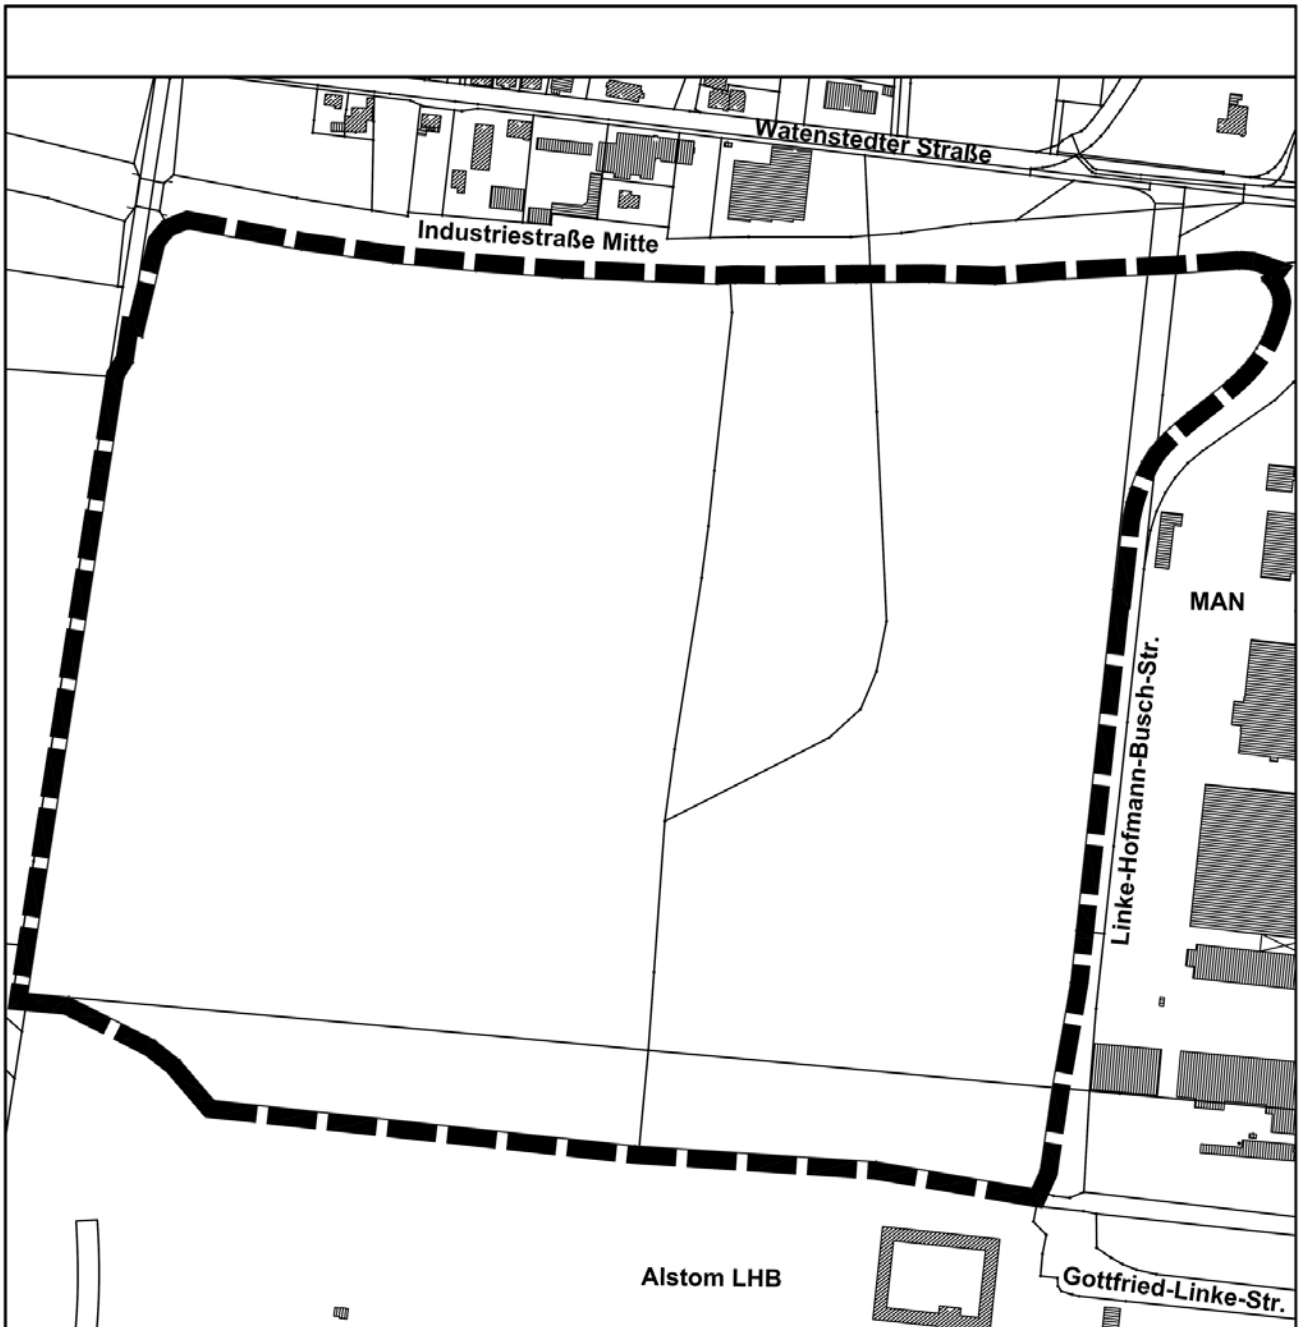 Watenstedter Straße
Industriestraße Mitte
MAN
Linke-Hofmann-Busch-Str.
Alstom LHB
Gottfried-Linke-Str.